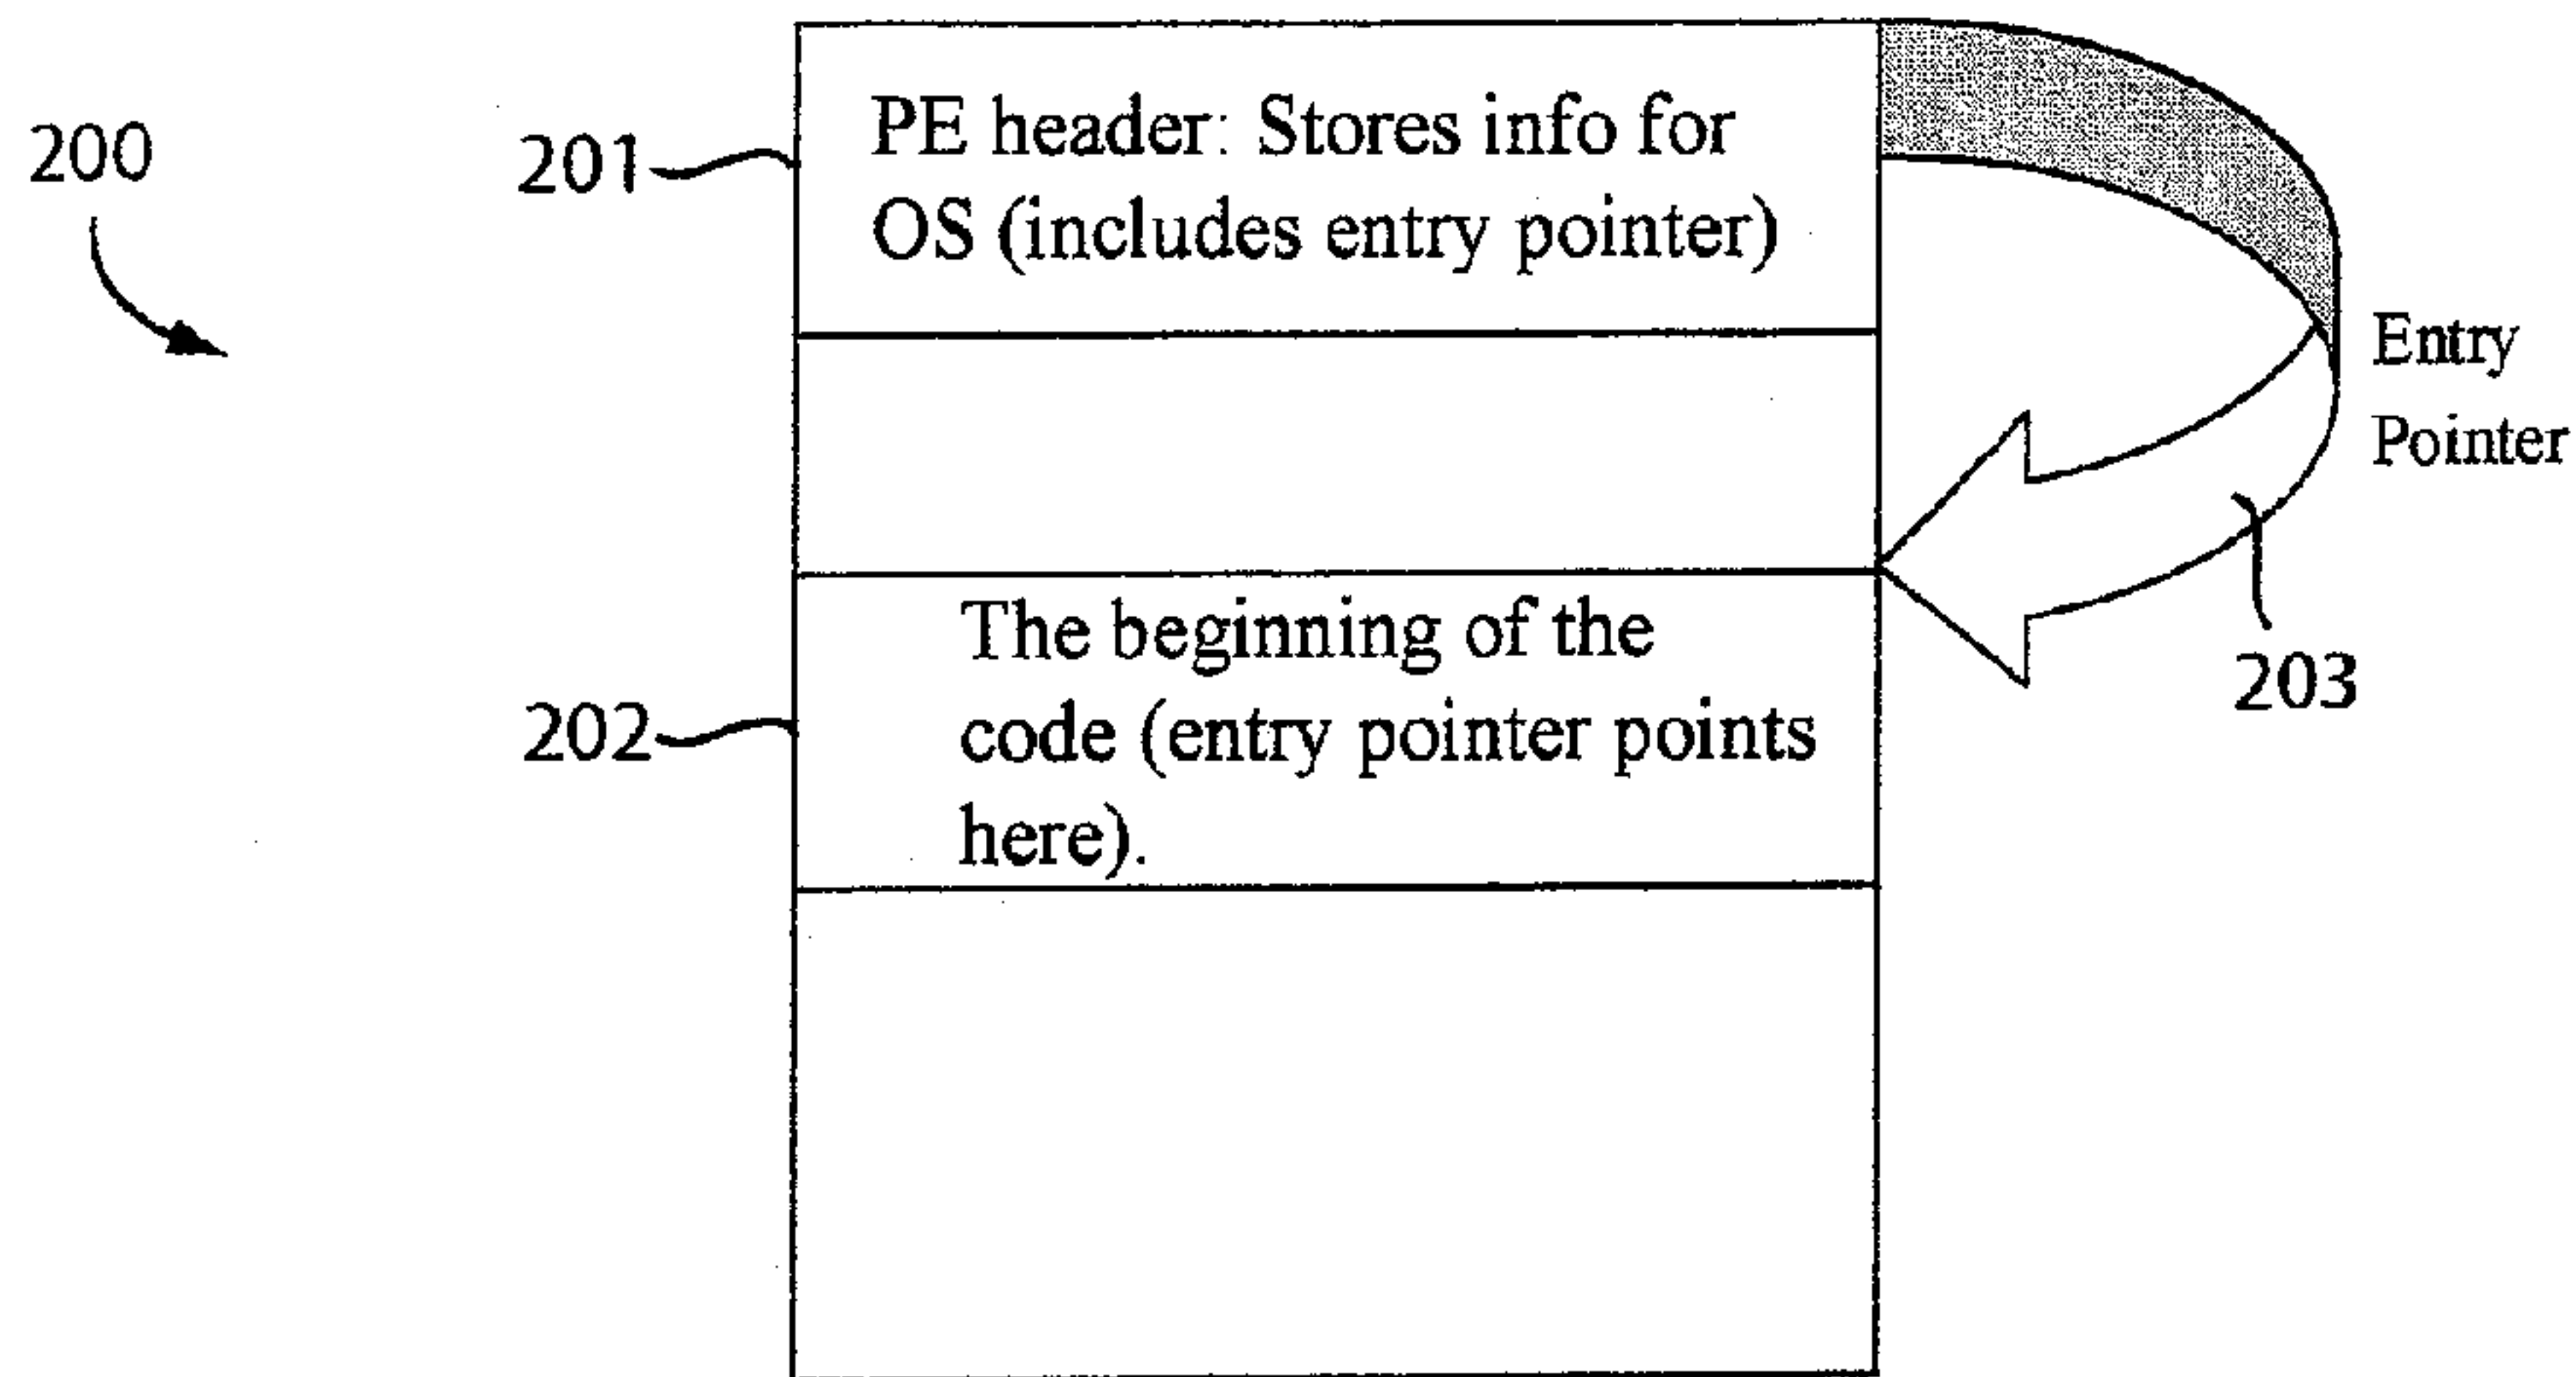 200
201
PE header: Stores info for
OS (includes entry pointer)
Entry
Pointer
202
The beginning of the
code (entry pointer points
here).
203